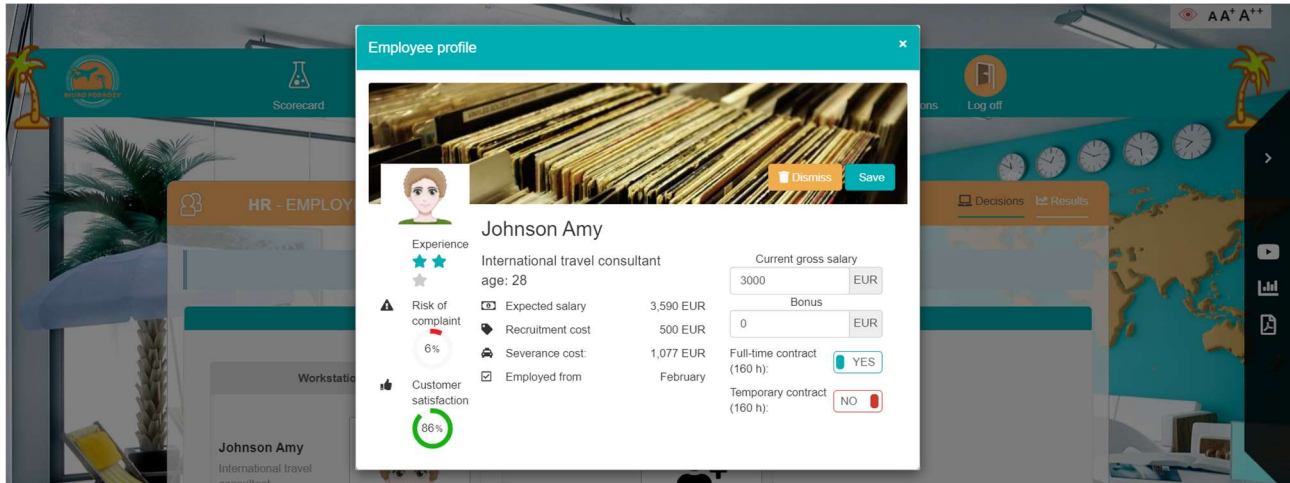 A A+ A++
Employee profile ×
BIURO PODRÓŻY
Scorecard
ons
Log off
HR - EMPLOY
Decisions
Results
Dismiss
Save
Johnson Amy
International travel consultant
age: 28
Experience
Risk of
complaint
6%
Customer
satisfaction
86%
Expected salary 3,590 EUR
Recruitment cost 500 EUR
Severance cost: 1,077 EUR
Employed from February
Current gross salary
3000 EUR
Bonus
0 EUR
Full-time contract
(160 h): YES
Temporary contract
(160 h): NO
Workstatio
Johnson Amy
International travel
consultant